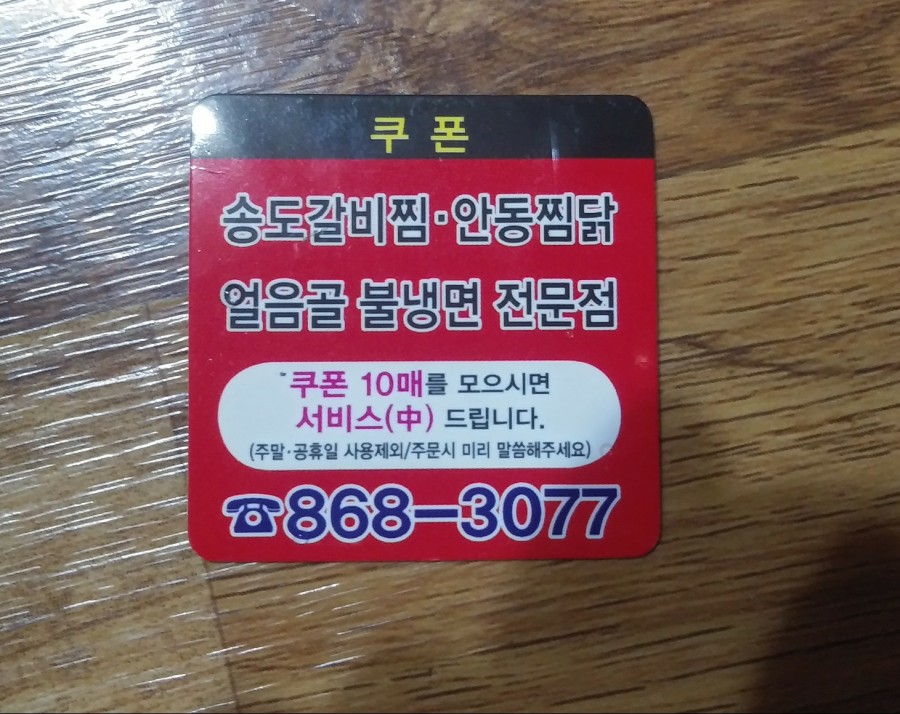 쿠폰
송도갈비찜·안동찜닭
얼음골 불냉면 전문점
쿠폰 10매를 모으시면
서비스(中) 드립니다.
(주말·공휴일 사용제외/주문시 미리 말씀해주세요)
☎868-3077